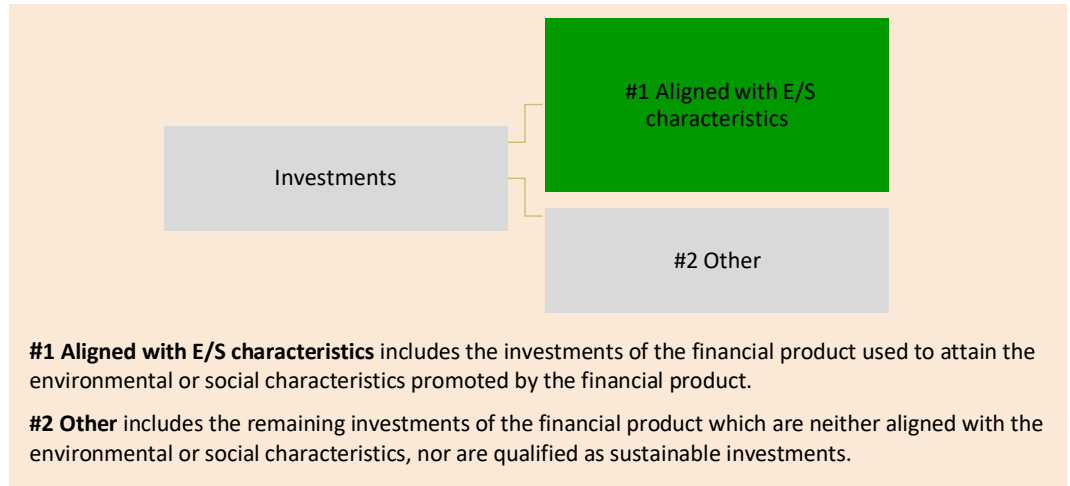 #1 Aligned with E/S
characteristics
Investments
#2 Other
#1 Aligned with E/S characteristics includes the investments of the financial product used to attain the
environmental or social characteristics promoted by the financial product.
#2 Other includes the remaining investments of the financial product which are neither aligned with the
environmental or social characteristics, nor are qualified as sustainable investments.